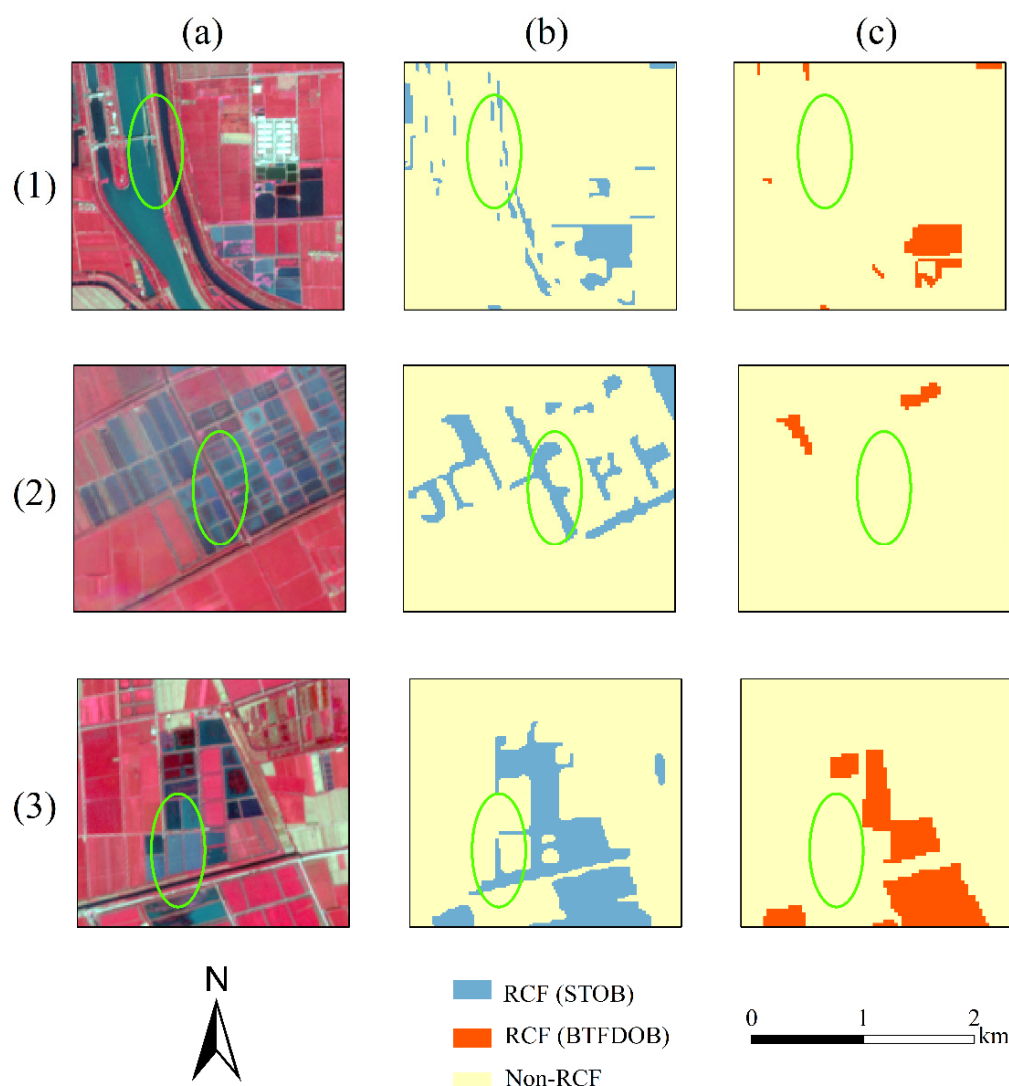 (a) (b) (c)
(1)
(2)
(3)
N
RCF (STOB)
RCF (BTFDOB)
Non-RCF
0 1 2
km